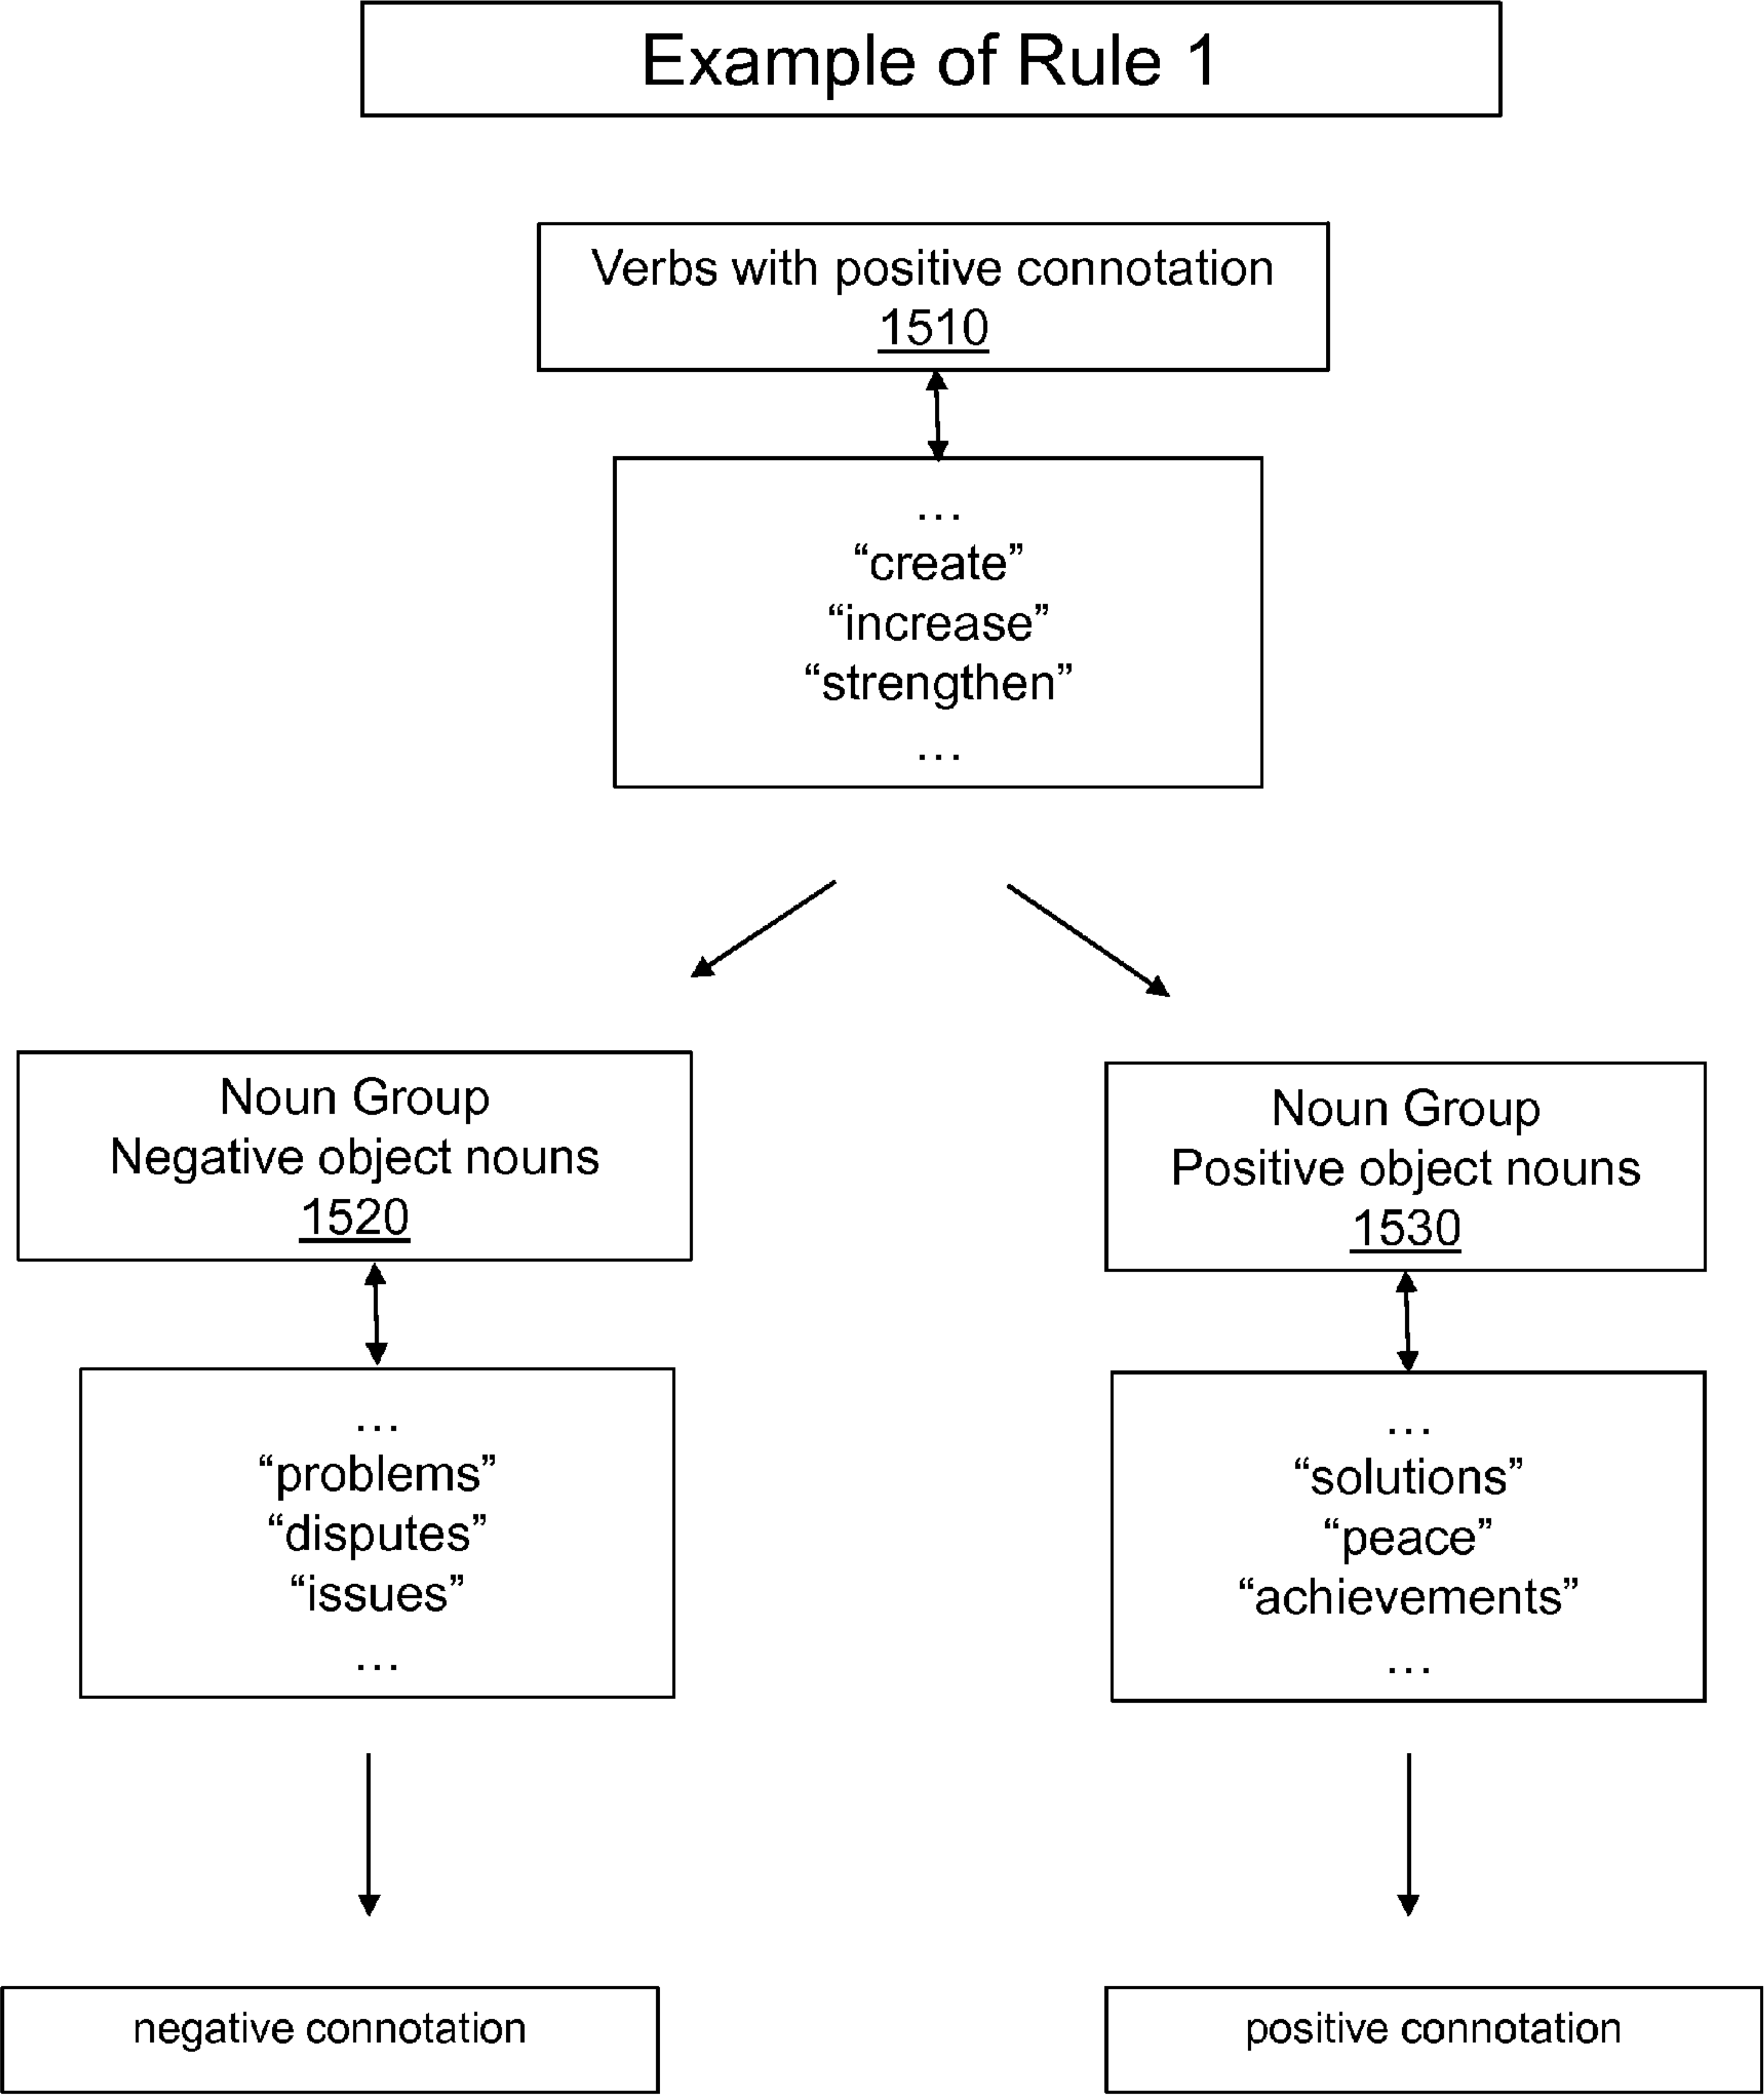 Example of Rule 1
Verbs with positive connotation
1510
…
“create”
“increase”
“strengthen”
…
Noun Group
Negative object nouns
1520
…
“problems”
“disputes”
“issues”
…
Noun Group
Positive object nouns
1530
…
“solutions”
“peace”
“achievements”
…
negative connotation
positive connotation